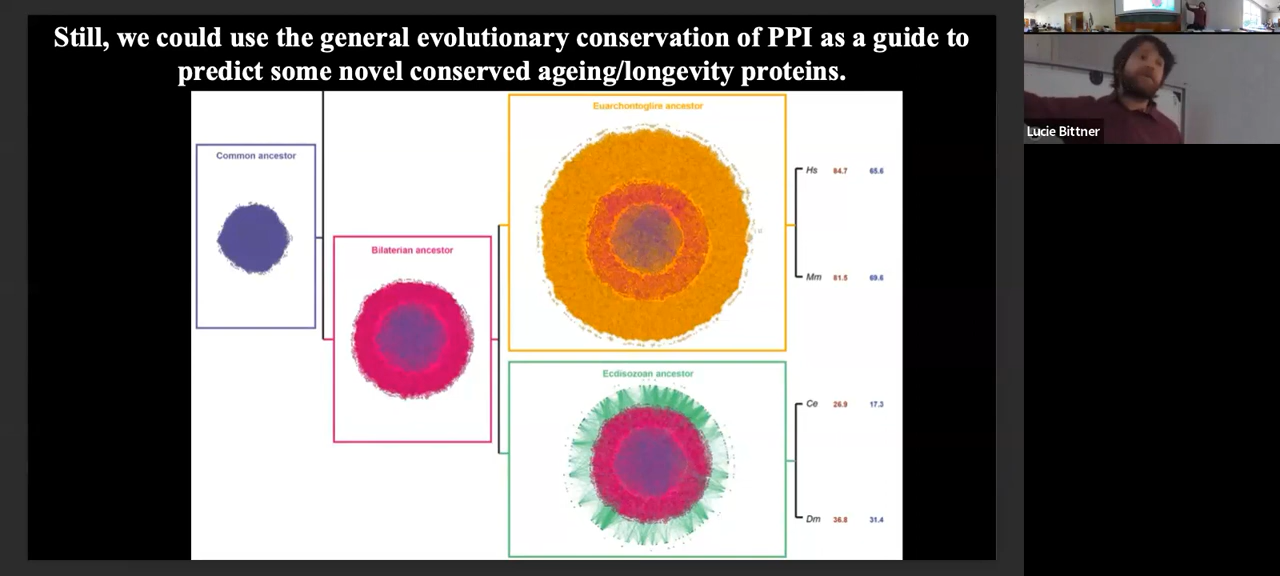 Still, we could use the general evolutionary conservation of PPI as a guide to
predict some novel conserved ageing/longevity proteins.
Common ancestor
Bilaterian ancestor
Euarchontoglire ancestor
Ecdisozoan ancestor
Hs 84.7 65.6
Mm 81.5 69.6
Ce 26.9 17.3
Dm 36.8 31.4
Lucie Bittner